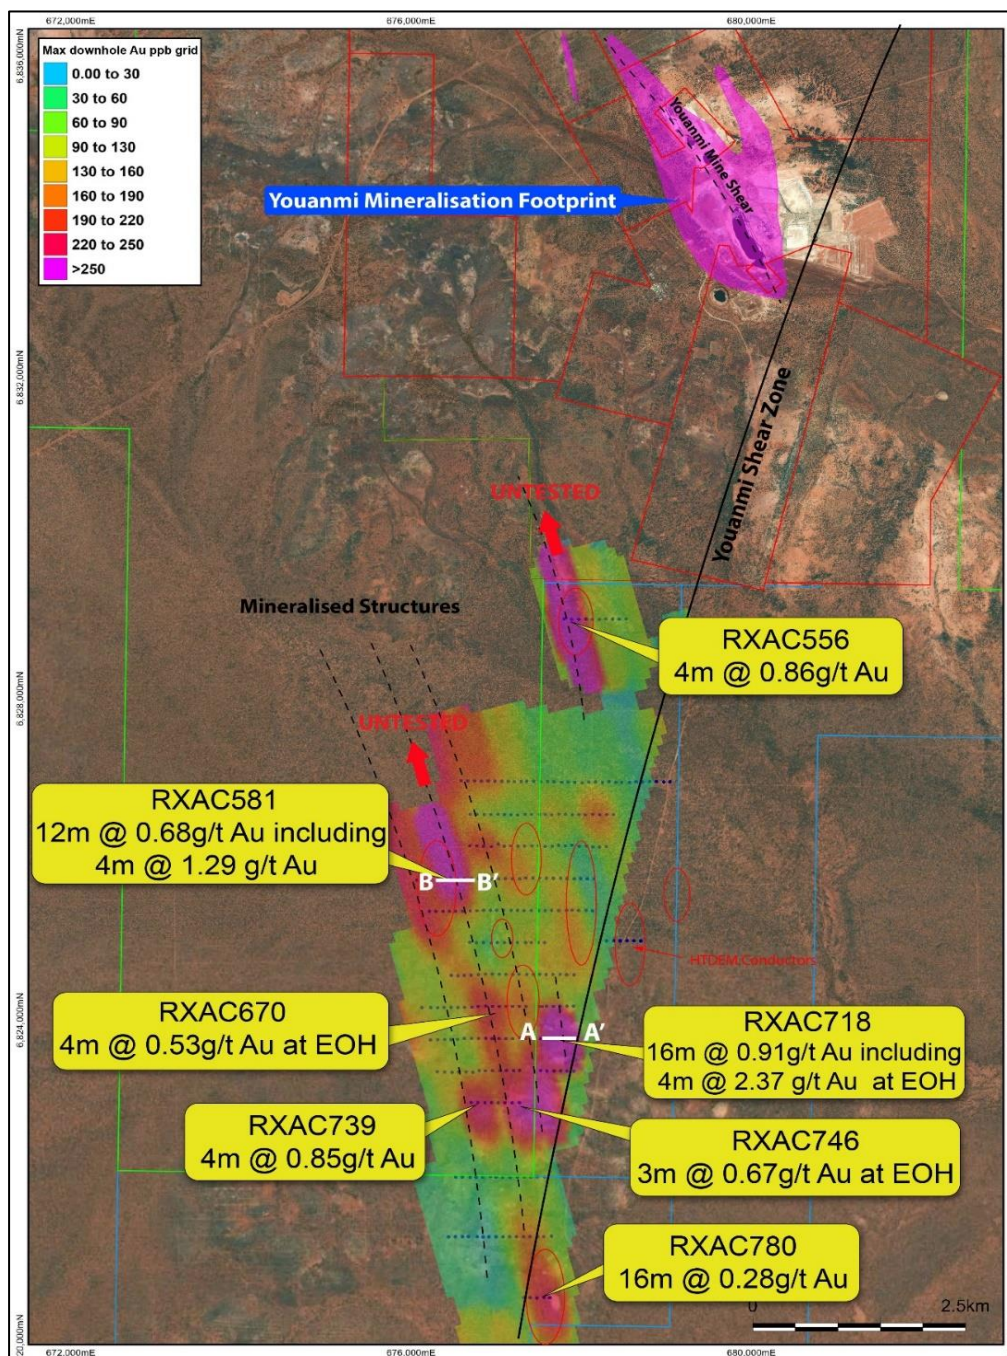 672,000mE
676,000mE
680,000mE
6,836,000mN
Max downhole Au ppb grid
0.00 to 30
30 to 60
60 to 90
90 to 130
130 to 160
160 to 190
190 to 220
220 to 250
>250
Youanmi Mine Shear
Youanmi Mineralisation Footprint
6,832,000mN
Youanmi Shear Zone
UNTESTED
Mineralised Structures
RXAC556
4m @ 0.86g/t Au
6,828,000mN
UNTESTED
RXAC581
12m @ 0.68g/t Au including
4m @ 1.29 g/t Au
B B'
HTDEM Conductors
6,824,000mN
RXAC670
4m @ 0.53g/t Au at EOH
A A'
RXAC718
16m @ 0.91g/t Au including
4m @ 2.37 g/t Au at EOH
RXAC739
4m @ 0.85g/t Au
RXAC746
3m @ 0.67g/t Au at EOH
RXAC780
16m @ 0.28g/t Au
0 2.5km
20,000mN
672,000mE
676,000mE
680,000mE